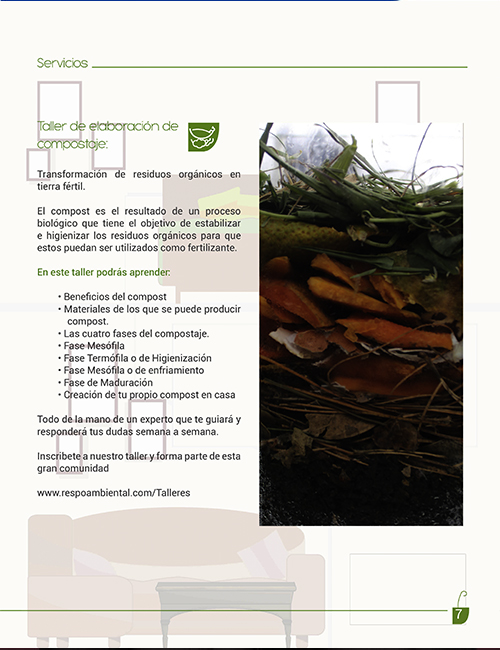 Servicios
Taller de elaboración de
compostaje:
Transformación de residuos orgánicos en
tierra fértil.
El compost es el resultado de un proceso
biológico que tiene el objetivo de estabilizar
e higienizar los residuos orgánicos para que
estos puedan ser utilizados como fertilizante.
En este taller podrás aprender:
• Beneficios del compost
• Materiales de los que se puede producir
compost.
• Las cuatro fases del compostaje.
• Fase Mesófila
• Fase Termófila o de Higienización
• Fase Mesófila o de enfriamiento
• Fase de Maduración
• Creación de tu propio compost en casa
Todo de la mano de un experto que te guiará y
responderá tus dudas semana a semana.
Inscribete a nuestro taller y forma parte de esta
gran comunidad
www.respoambiental.com/Talleres
7